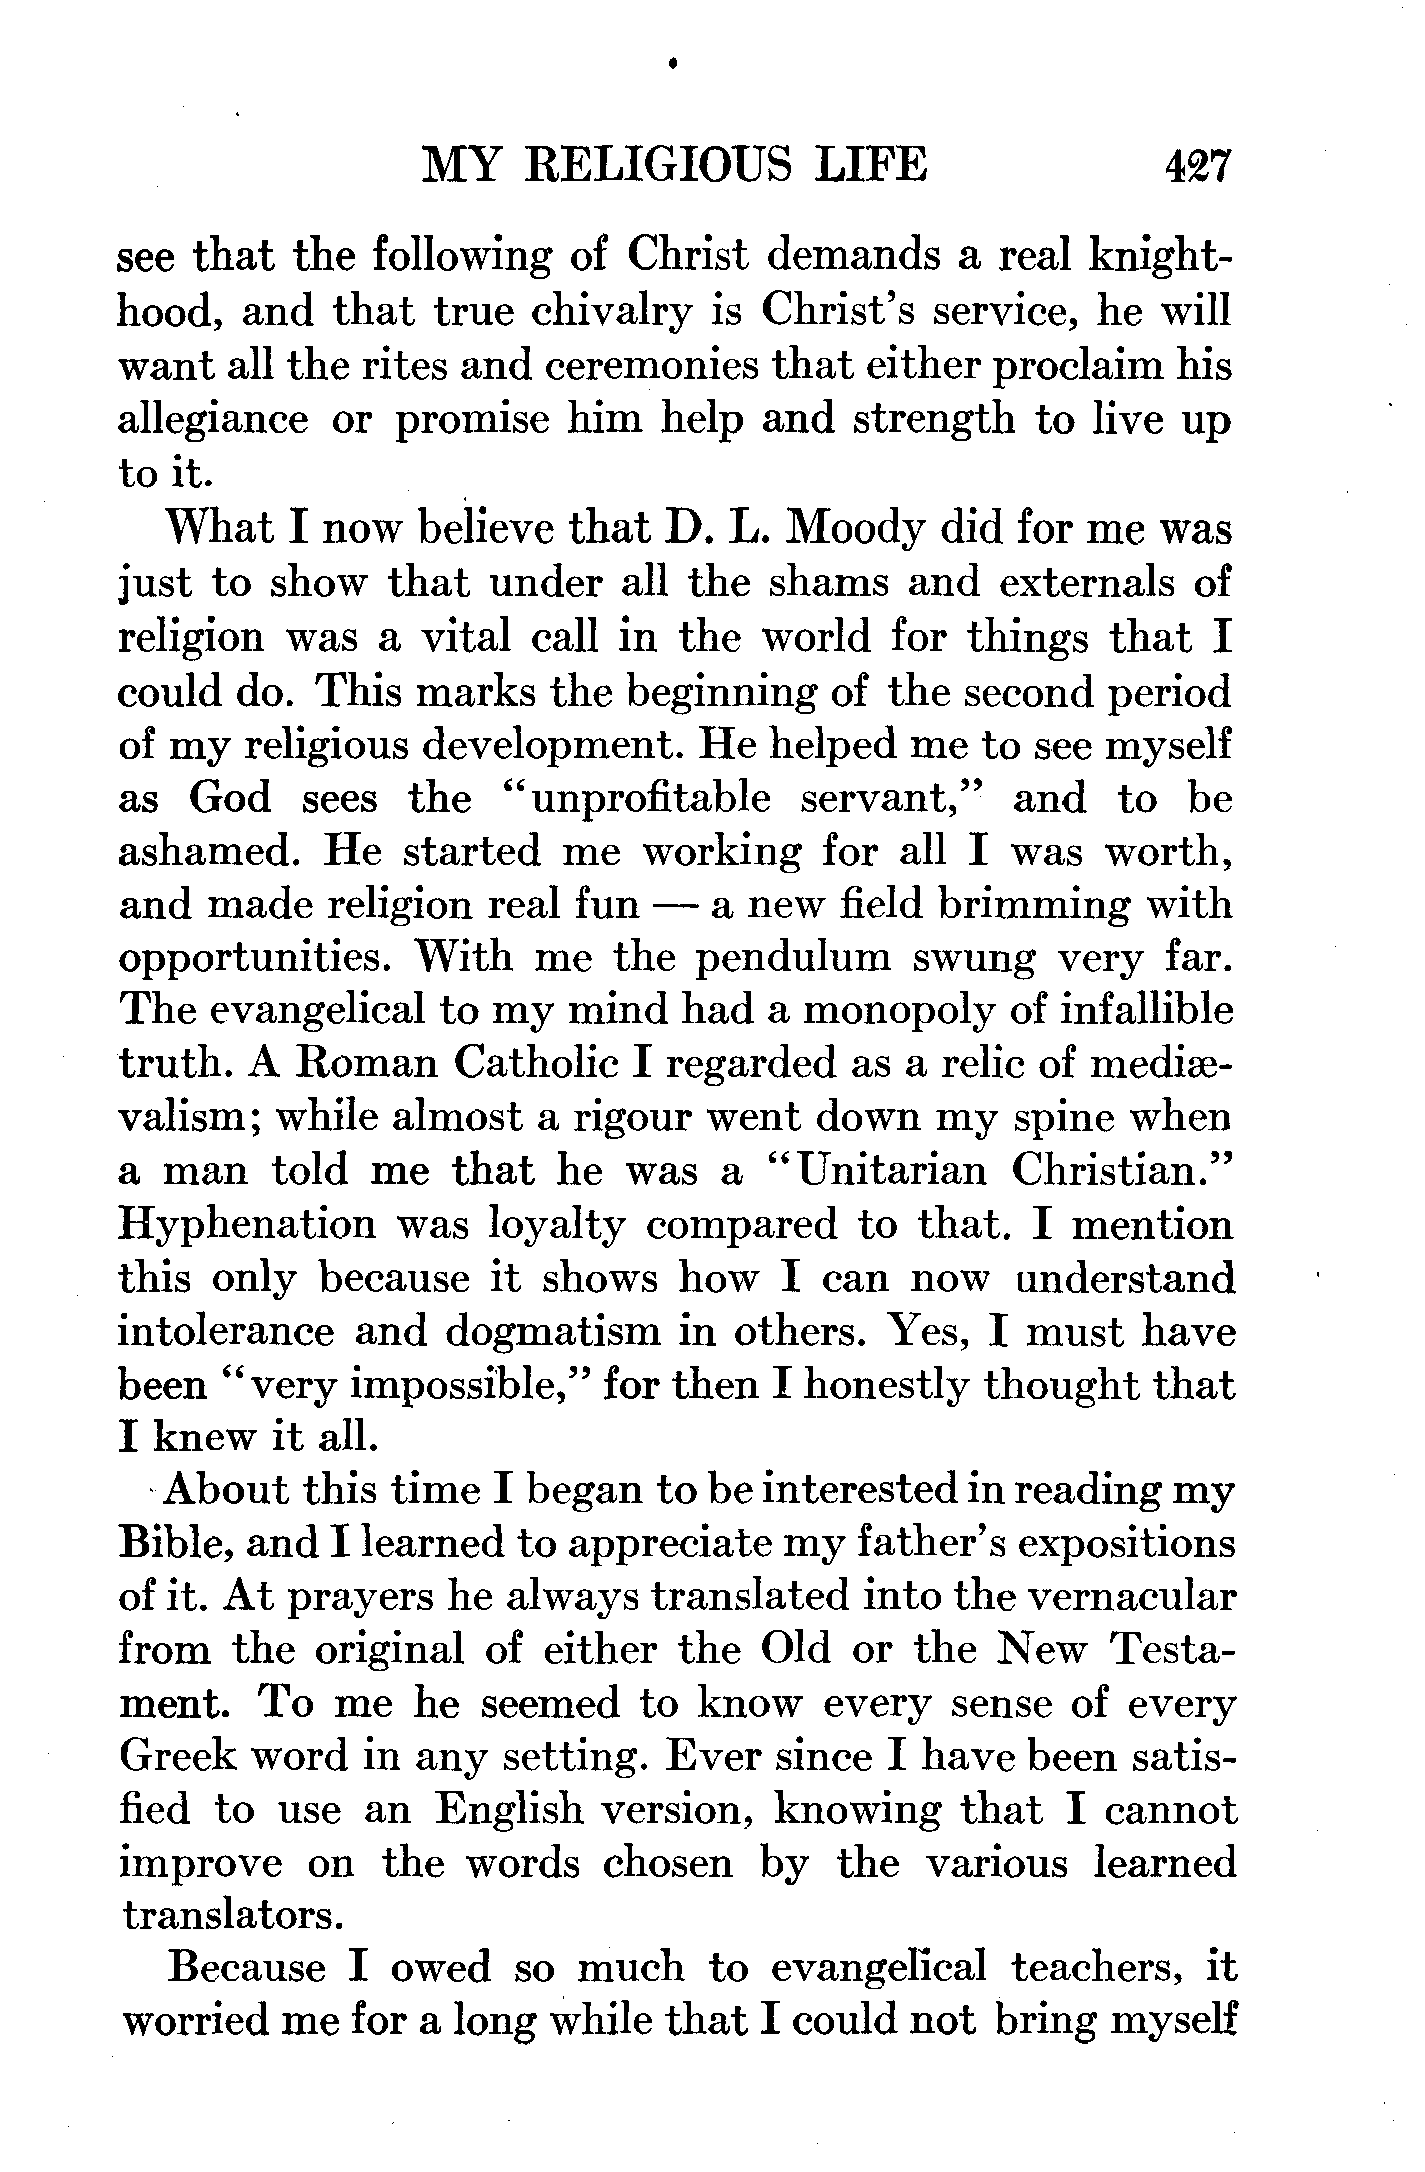 MY RELIGIOUS LIFE 427
see that the following of Christ demands a real knight-
hood, and that true chivalry is Christ's service, he will
want all the rites and ceremonies that either proclaim his
allegiance or promise him help and strength to live up
to it.
What I now believe that D. L. Moody did for me was
just to show that under all the shams and externals of
religion was a vital call in the world for things that I
could do. This marks the beginning of the second period
of my religious development. He helped me to see myself
as God sees the “unprofitable servant,” and to be
ashamed. He started me working for all I was worth,
and made religion real fun — a new field brimming with
opportunities. With me the pendulum swung very far.
The evangelical to my mind had a monopoly of infallible
truth. A Roman Catholic I regarded as a relic of mediæ-
valism; while almost a rigour went down my spine when
a man told me that he was a “Unitarian Christian.”
Hyphenation was loyalty compared to that. I mention
this only because it shows how I can now understand
intolerance and dogmatism in others. Yes, I must have
been “very impossible,” for then I honestly thought that
I knew it all.
About this time I began to be interested in reading my
Bible, and I learned to appreciate my father's expositions
of it. At prayers he always translated into the vernacular
from the original of either the Old or the New Testa-
ment. To me he seemed to know every sense of every
Greek word in any setting. Ever since I have been satis-
fied to use an English version, knowing that I cannot
improve on the words chosen by the various learned
translators.
Because I owed so much to evangelical teachers, it
worried me for a long while that I could not bring myself